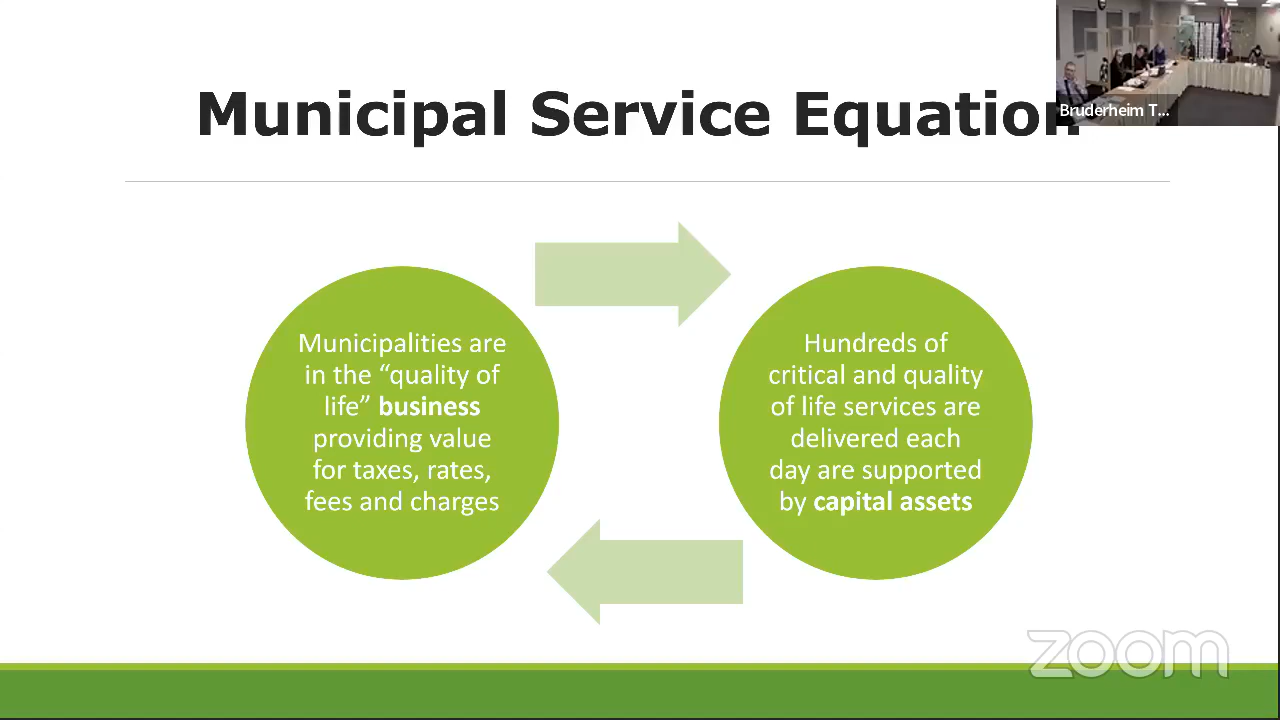 Municipal Service Equation
Bruderheim T...
Municipalities are
in the “quality of
life” business
providing value
for taxes, rates,
fees and charges
Hundreds of
critical and quality
of life services are
delivered each
day are supported
by capital assets
zoom